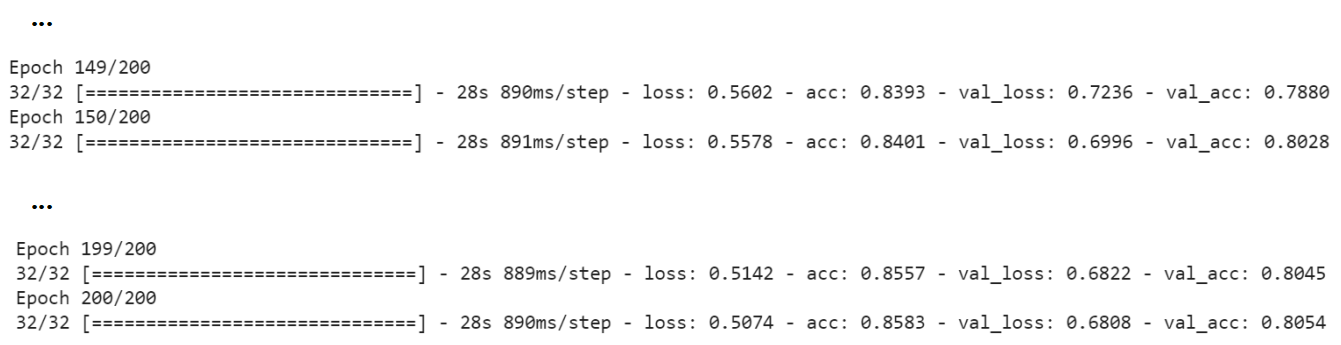 ...
Epoch 149/200
32/32 [==============================] - 28s 890ms/step - loss: 0.5602 - acc: 0.8393 - val_loss: 0.7236 - val_acc: 0.7880
Epoch 150/200
32/32 [==============================] - 28s 891ms/step - loss: 0.5578 - acc: 0.8401 - val_loss: 0.6996 - val_acc: 0.8028
...
Epoch 199/200
32/32 [==============================] - 28s 889ms/step - loss: 0.5142 - acc: 0.8557 - val_loss: 0.6822 - val_acc: 0.8045
Epoch 200/200
32/32 [==============================] - 28s 890ms/step - loss: 0.5074 - acc: 0.8583 - val_loss: 0.6808 - val_acc: 0.8054